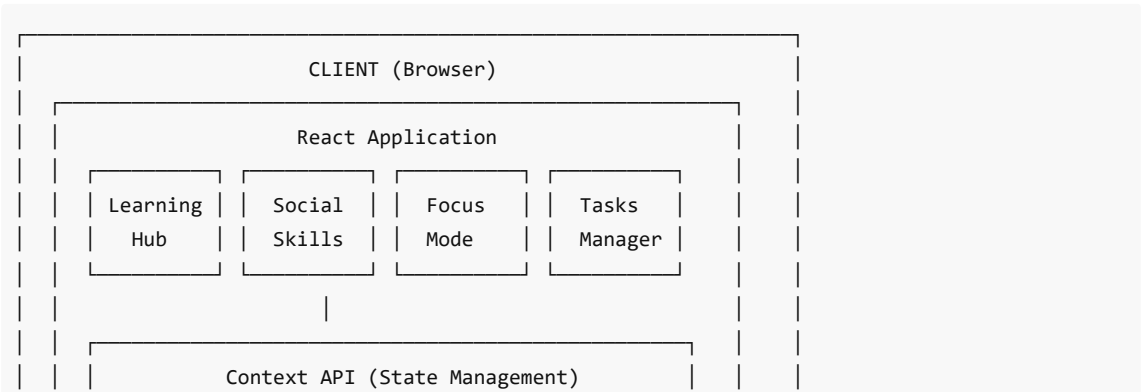 CLIENT (Browser)
React Application
Learning Social Focus Tasks
Hub Skills Mode Manager
Context API (State Management)